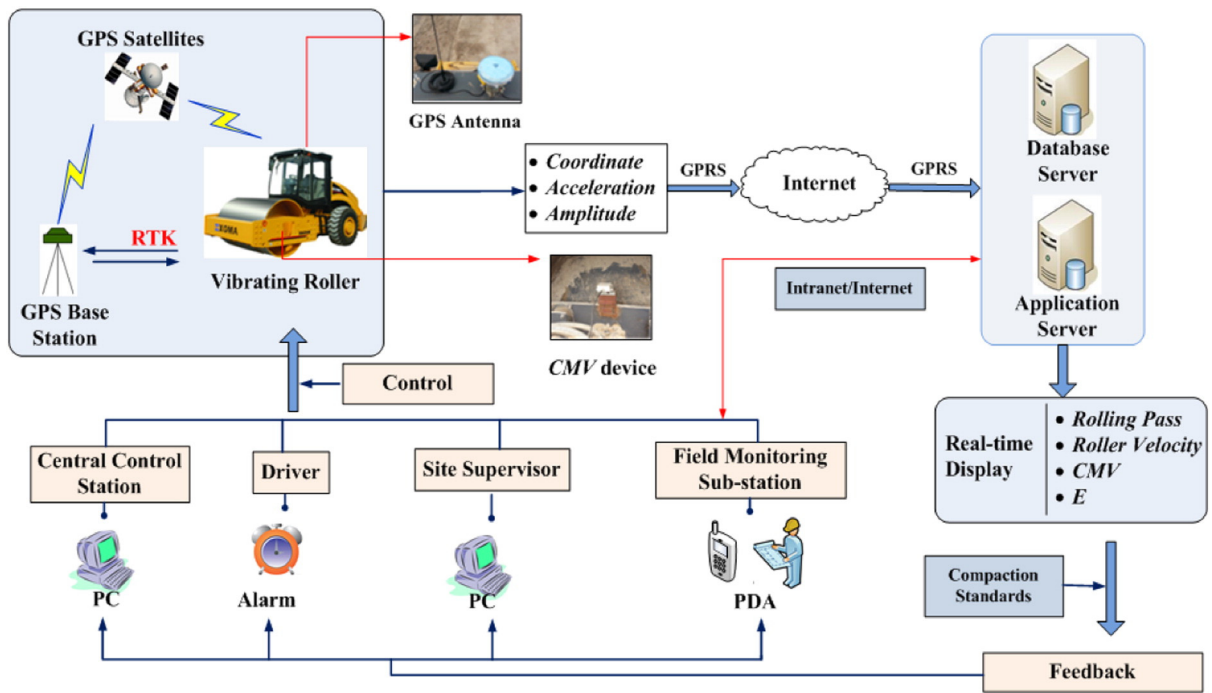 GPS Satellites
GPS Antenna
RTK
XGMA
Vibrating Roller
GPS Base
Station
• Coordinate
• Acceleration
• Amplitude
GPRS
Internet
GPRS
Database
Server
Application
Server
Intranet/Internet
CMV device
Control
Real-time
Display
• Rolling Pass
• Roller Velocity
• CMV
• E
Central Control
Station
Driver
Site Supervisor
Field Monitoring
Sub-station
PC
Alarm
PC
PDA
Compaction
Standards
Feedback